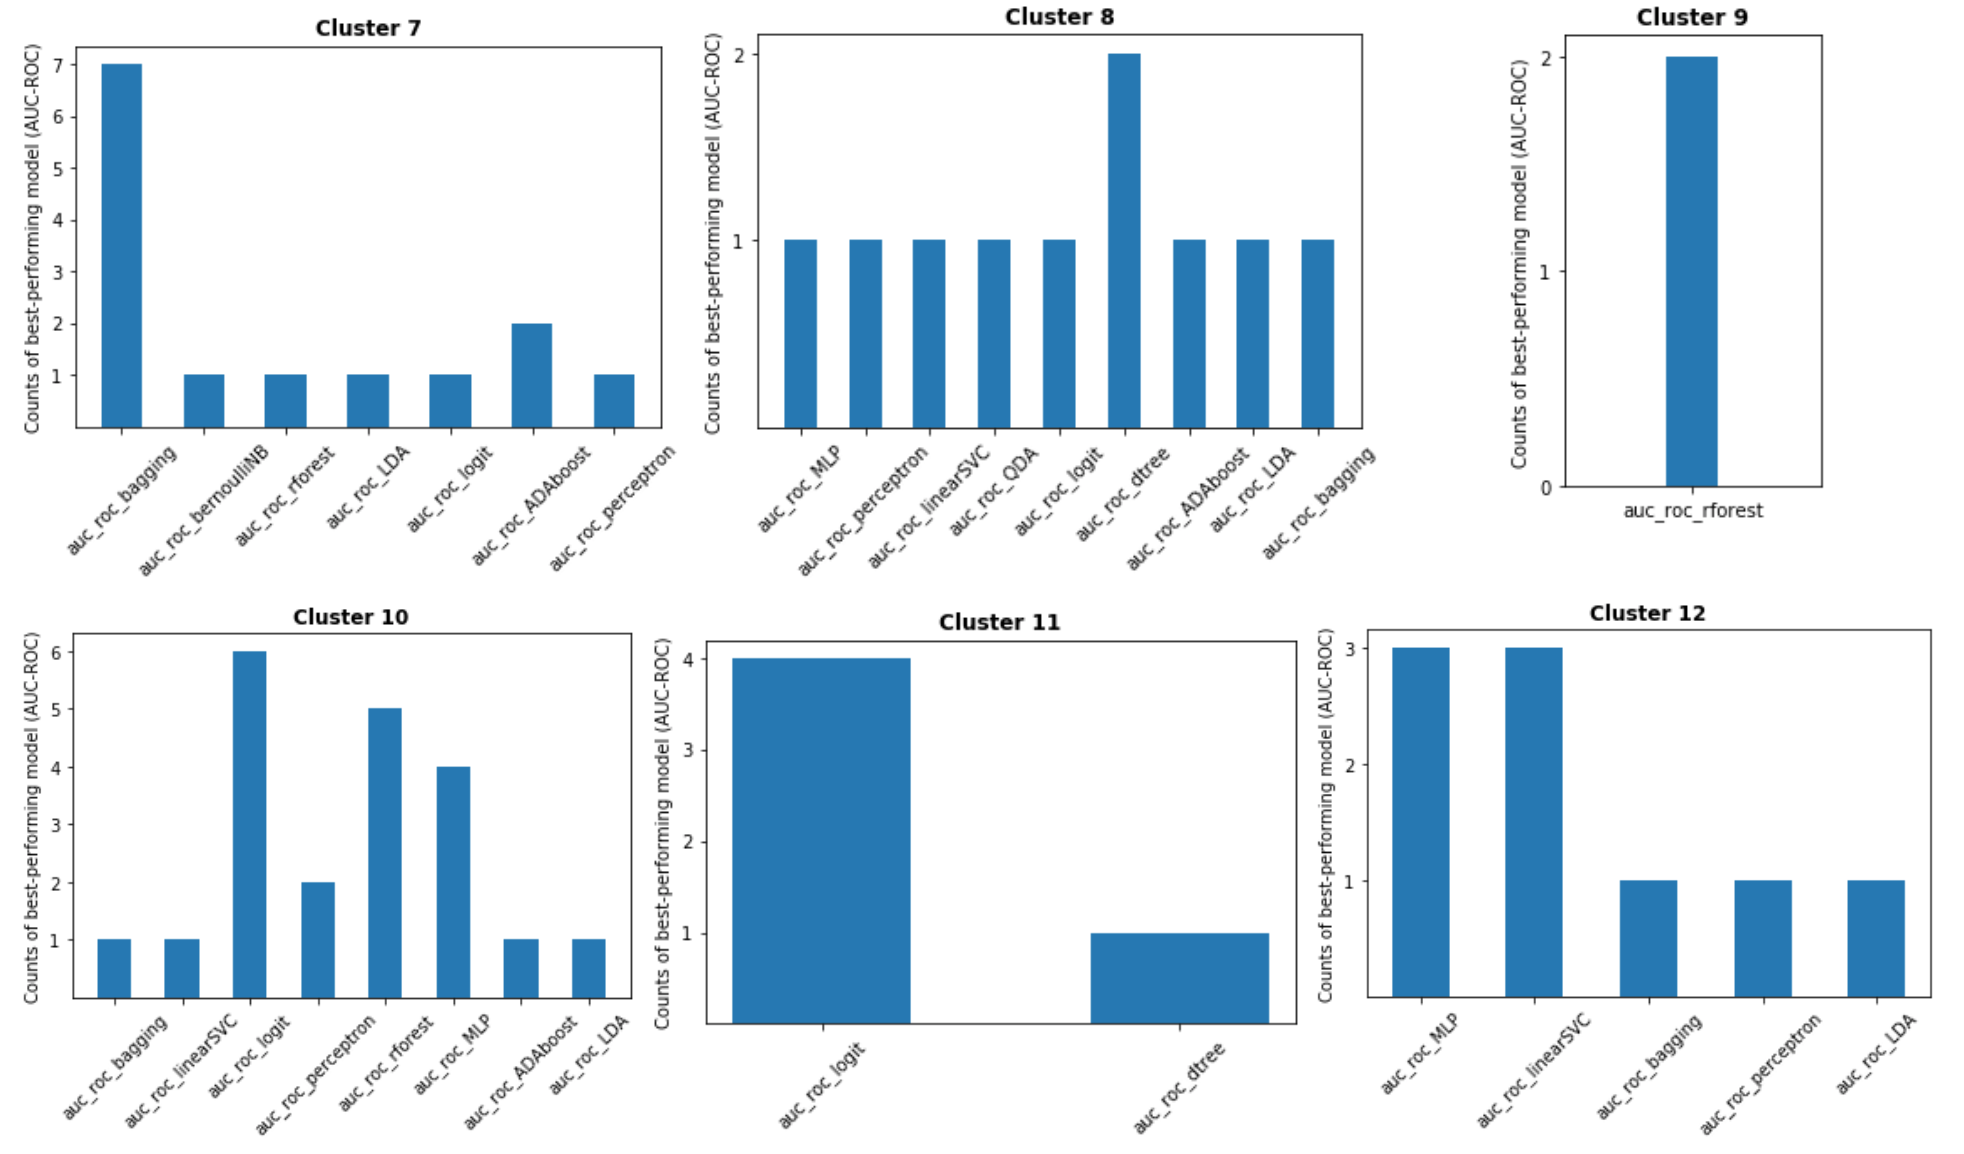 Cluster 7
Counts of best-performing model (AUC-ROC)
7
6
5
4
3
2
1
auc_roc_bagging
auc_roc_bernoulliNB
auc_roc_rforest
auc_roc_LDA
auc_roc_logit
auc_roc_ADAboost
auc_roc_perceptron
Cluster 8
Counts of best-performing model (AUC-ROC)
2
1
auc_roc_MLP
auc_roc_perceptron
auc_roc_linearSVC
auc_roc_QDA
auc_roc_logit
auc_roc_dtree
auc_roc_ADAboost
auc_roc_LDA
auc_roc_bagging
Cluster 9
Counts of best-performing model (AUC-ROC)
2
1
0
auc_roc_rforest
Cluster 10
Counts of best-performing model (AUC-ROC)
6
5
4
3
2
1
auc_roc_bagging
auc_roc_linearSVC
auc_roc_logit
auc_roc_perceptron
auc_roc_rforest
auc_roc_MLP
auc_roc_ADAboost
auc_roc_LDA
Cluster 11
Counts of best-performing model (AUC-ROC)
4
3
2
1
auc_roc_logit
auc_roc_dtree
Cluster 12
Counts of best-performing model (AUC-ROC)
3
2
1
auc_roc_MLP
auc_roc_linearSVC
auc_roc_bagging
auc_roc_perceptron
auc_roc_LDA